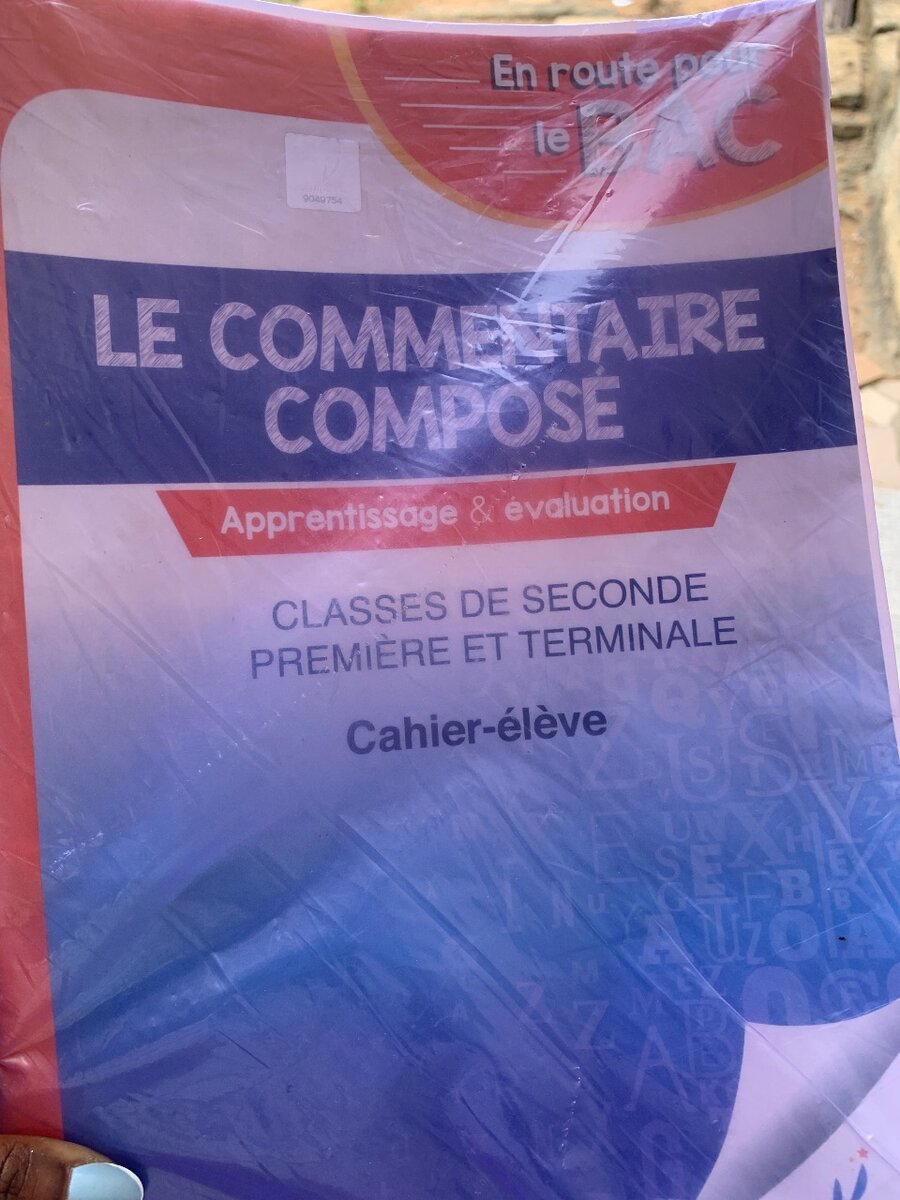 En route pour
le BAC
9049754
LE COMMENTAIRE
COMPOSÉ
Apprentissage & évaluation
CLASSES DE SECONDE
PREMIÈRE ET TERMINALE
Cahier-élève